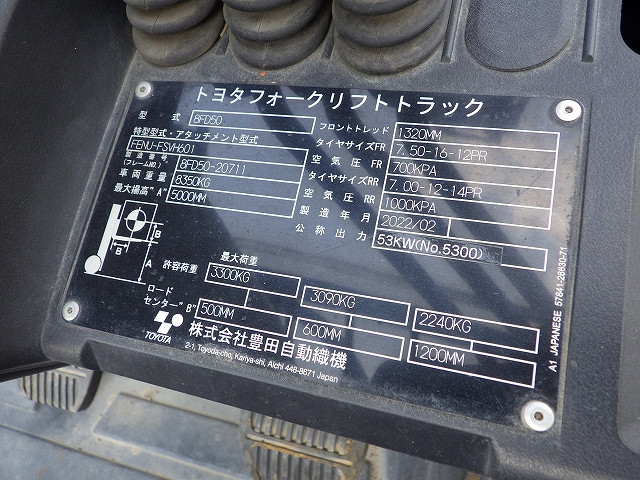 トヨタフォークリフトトラック
型式 8FD50
特型型式・アタッチメント型式
FENU-FSVH601
製造番号 (フレームNO.) 8FD50-20711
車両重量 8350KG
最大揚高"A" 5000MM
フロントトレッド 1320MM
タイヤサイズFR 7.50-16-12PR
空気圧FR 700KPA
タイヤサイズRR 7.00-12-14PR
空気圧RR 1000KPA
製造年月 2022/02
公称出力 53KW(No.5300)
B
B
A
最大荷重
許容荷重 3300KG 3090KG 2240KG
ロードセンター"B" 500MM 600MM 1200MM
TOYOTA
株式会社豊田自動織機
2-1, Toyoda-cho, Kariya-shi, Aichi 448-8671 Japan
A1 JAPANESE 57841-26630-71